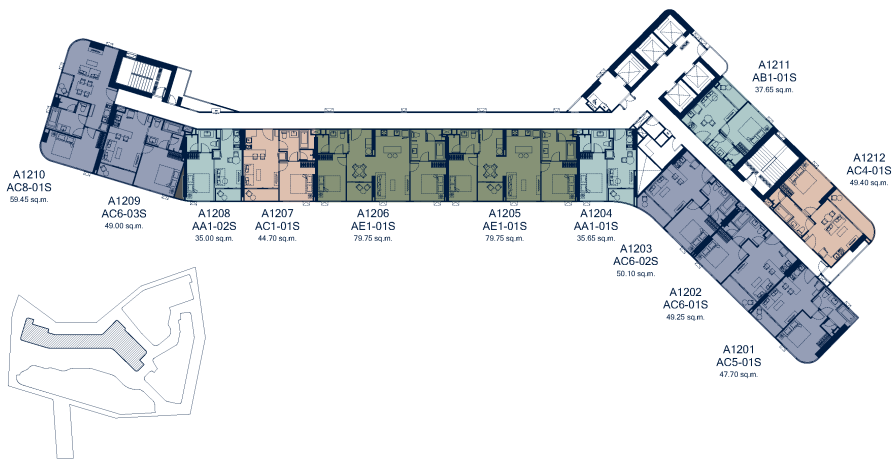 A1211
AB1-01S
37.65 sq.m.
A1212
AC4-01S
49.40 sq.m.
A1210
AC8-01S
59.45 sq.m.
A1209
AC6-03S
49.00 sq.m.
A1208
AA1-02S
35.00 sq.m.
A1207
AC1-01S
44.70 sq.m.
A1206
AE1-01S
79.75 sq.m.
A1205
AE1-01S
79.75 sq.m.
A1204
AA1-01S
35.65 sq.m.
A1203
AC6-02S
50.10 sq.m.
A1202
AC6-01S
49.25 sq.m.
A1201
AC5-01S
47.70 sq.m.